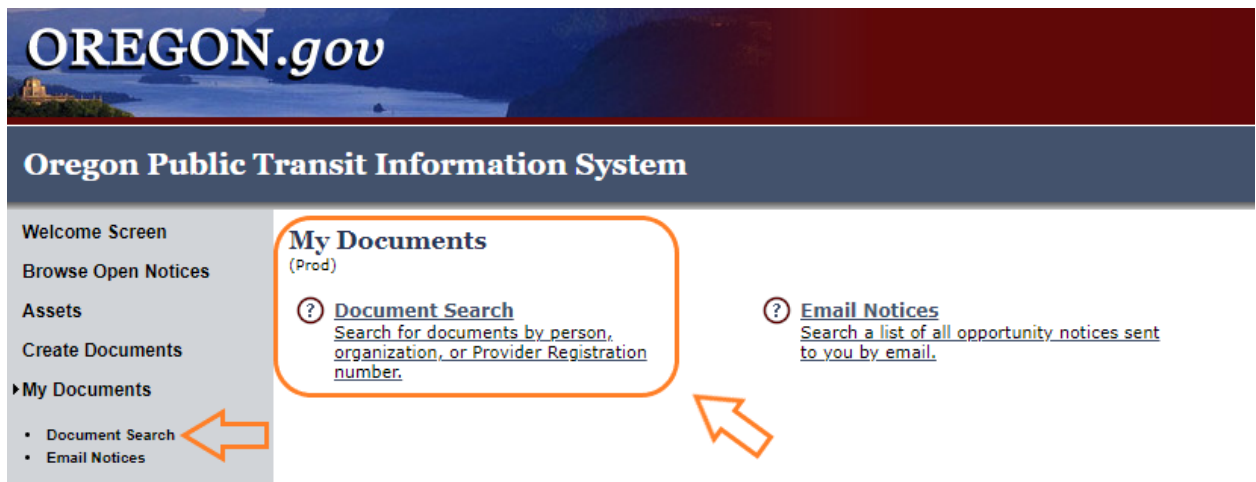 OREGON.gov
Oregon Public Transit Information System
Welcome Screen
Browse Open Notices
Assets
Create Documents
My Documents
• Document Search
• Email Notices
My Documents
(Prod)
? Document Search
Search for documents by person,
organization, or Provider Registration
number.
? Email Notices
Search a list of all opportunity notices sent
to you by email.